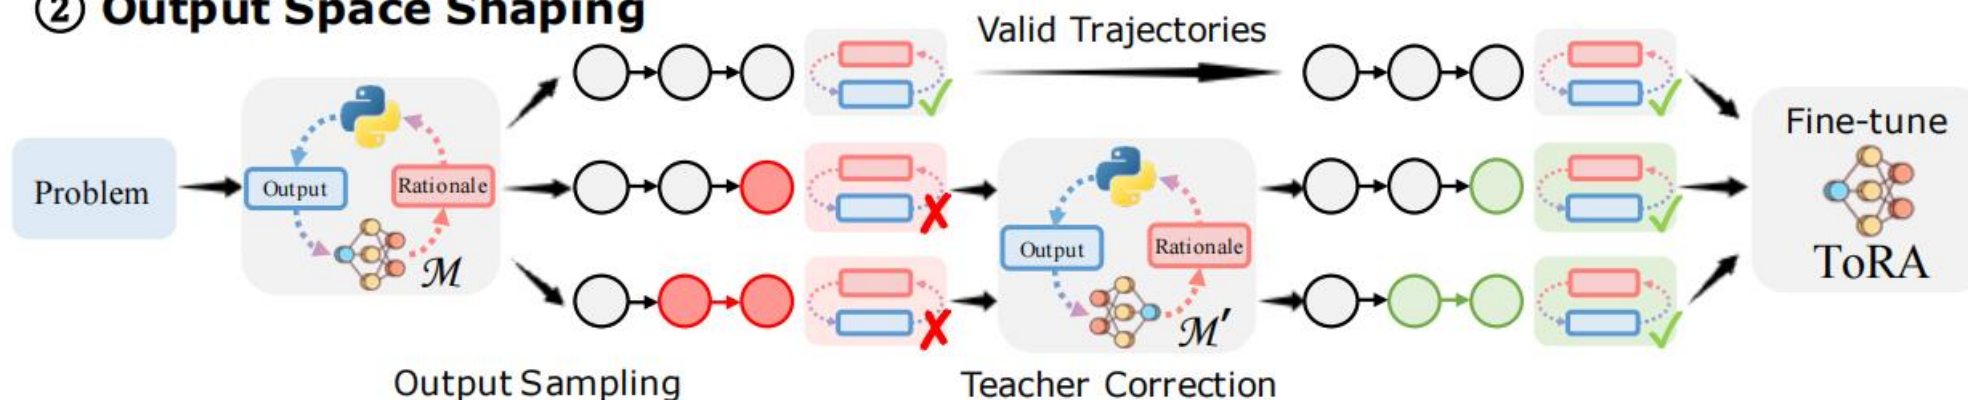 ② Output Space Shaping
Valid Trajectories
Problem
Output
Rationale
ℳ
Output
Rationale
ℳ′
Fine-tune
ToRA
Output Sampling
Teacher Correction